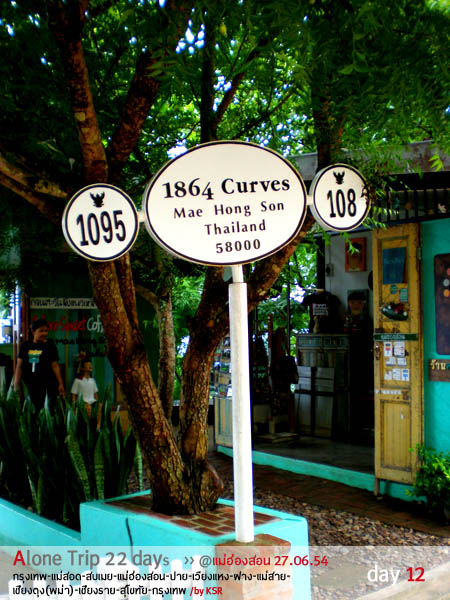 1864 Curves
Mae Hong Son
Thailand
58000
1095
108
Alone Trip 22 days ›› @แม่ฮ่องสอน 27.06.54
กรุงเทพ-แม่สอด-สบเมย-แม่ฮ่องสอน-ปาย-เวียงแหง-ฝาง-แม่สาย-
เชียงตุง(พม่า)-เชียงราย-สุโขทัย-กรุงเทพ /by KSR
day 12